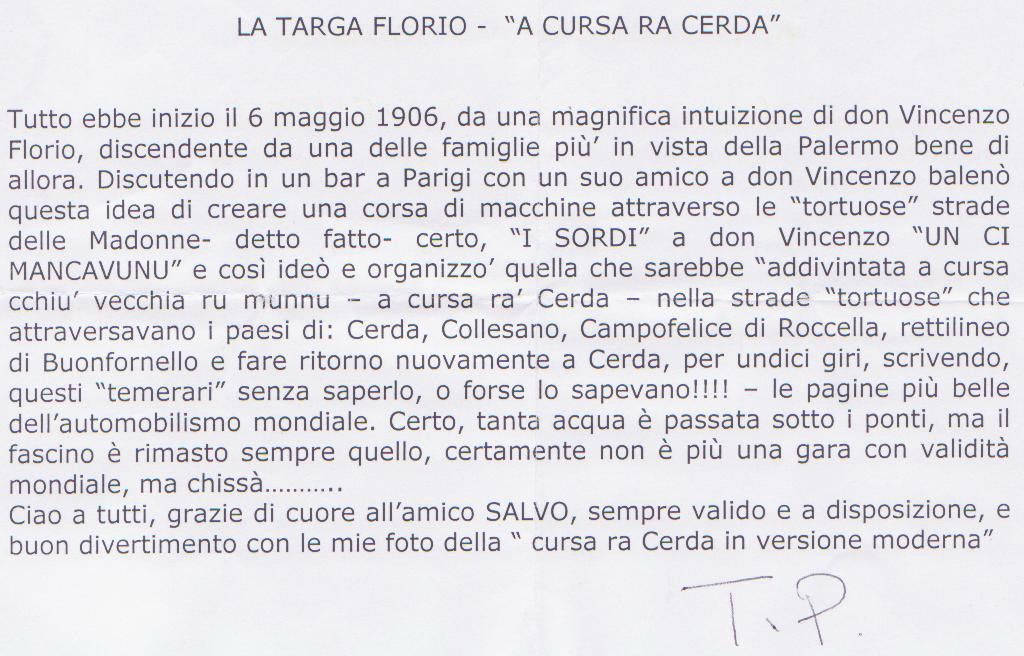 LA TARGA FLORIO - "A CURSA RA CERDA"
Tutto ebbe inizio il 6 maggio 1906, da una magnifica intuizione di don Vincenzo
Florio, discendente da una delle famiglie più' in vista della Palermo bene di
allora. Discutendo in un bar a Parigi con un suo amico a don Vincenzo balenò
questa idea di creare una corsa di macchine attraverso le "tortuose" strade
delle Madonne- detto fatto- certo, "I SORDI" a don Vincenzo "UN CI
MANCAVUNU" e così ideò e organizzo' quella che sarebbe "addivintata a cursa
cchiu' vecchia ru munnu – a cursa ra' Cerda – nella strade "tortuose" che
attraversavano i paesi di: Cerda, Collesano, Campofelice di Roccella, rettilineo
di Buonfornello e fare ritorno nuovamente a Cerda, per undici giri, scrivendo,
questi "temerari" senza saperlo, o forse lo sapevano!!!! – le pagine più belle
dell'automobilismo mondiale. Certo, tanta acqua è passata sotto i ponti, ma il
fascino è rimasto sempre quello, certamente non è più una gara con validità
mondiale, ma chissà………..
Ciao a tutti, grazie di cuore all'amico SALVO, sempre valido e a disposizione, e
buon divertimento con le mie foto della " cursa ra Cerda in versione moderna"
T.P.